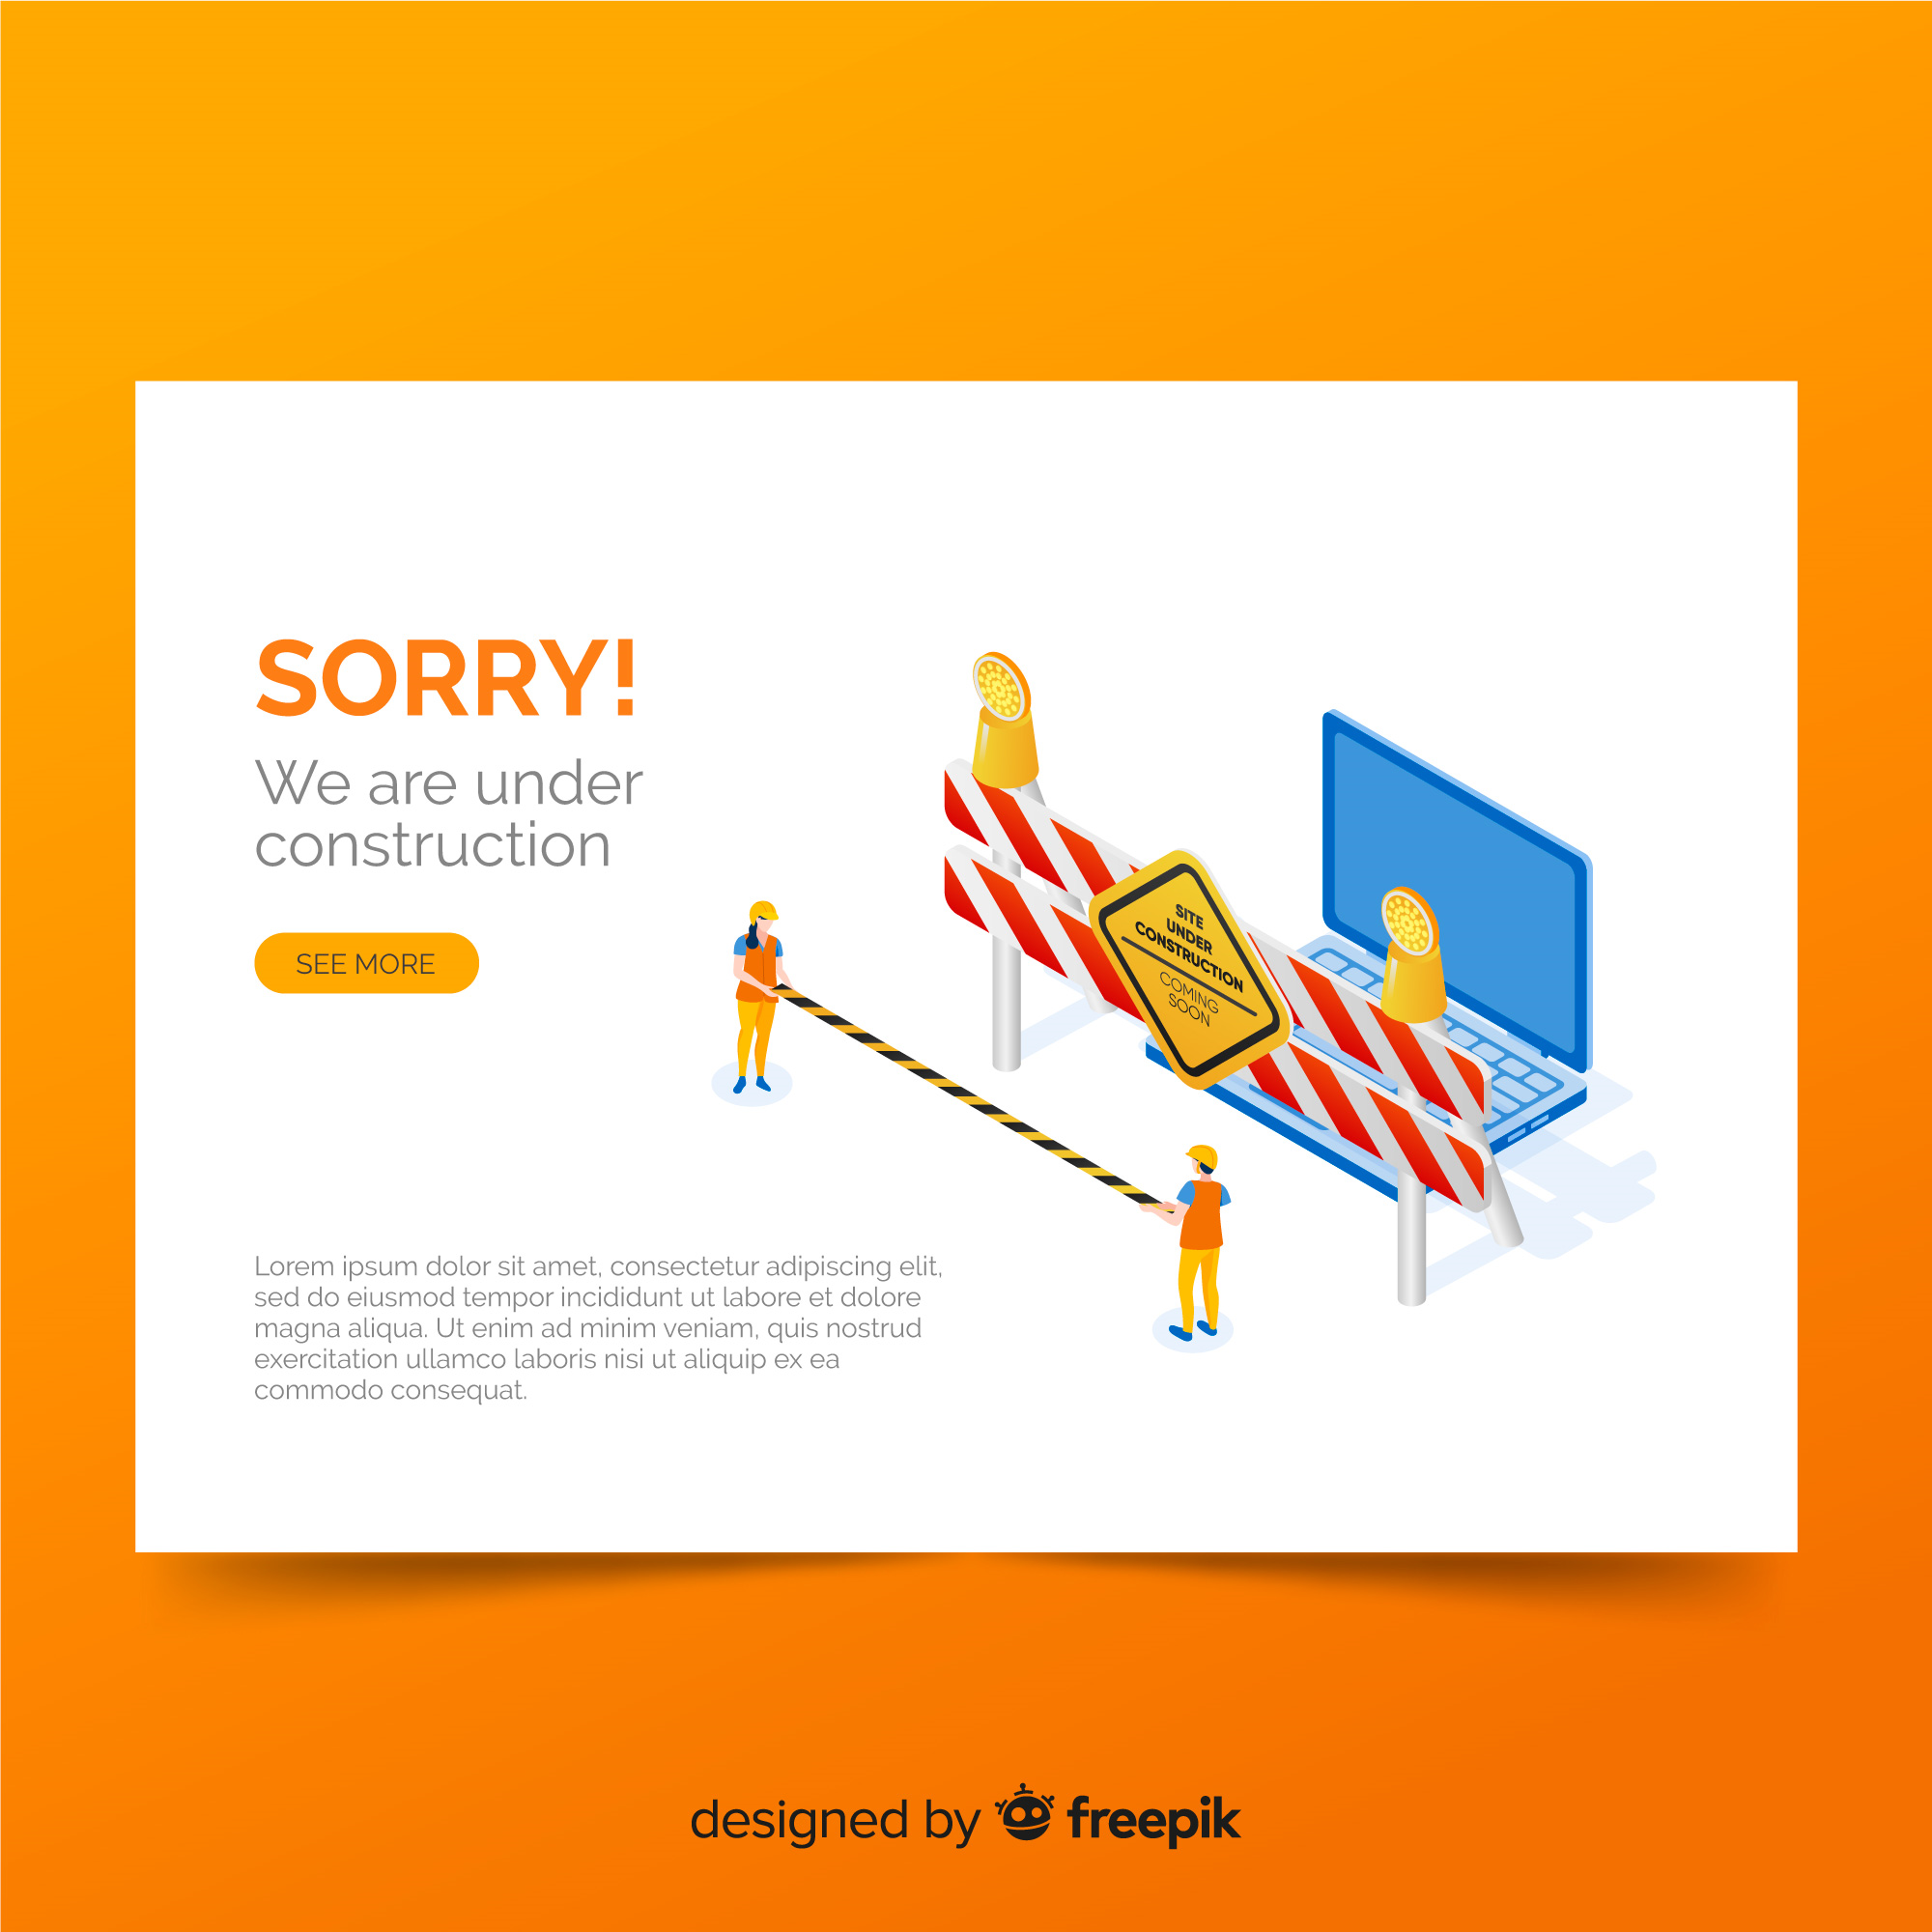 SORRY!
We are under
construction
SEE MORE
SITE
UNDER
CONSTRUCTION
COMING
SOON
Lorem ipsum dolor sit amet, consectetur adipiscing elit,
sed do eiusmod tempor incididunt ut labore et dolore
magna aliqua. Ut enim ad minim veniam, quis nostrud
exercitation ullamco laboris nisi ut aliquip ex ea
commodo consequat.
designed by freepik